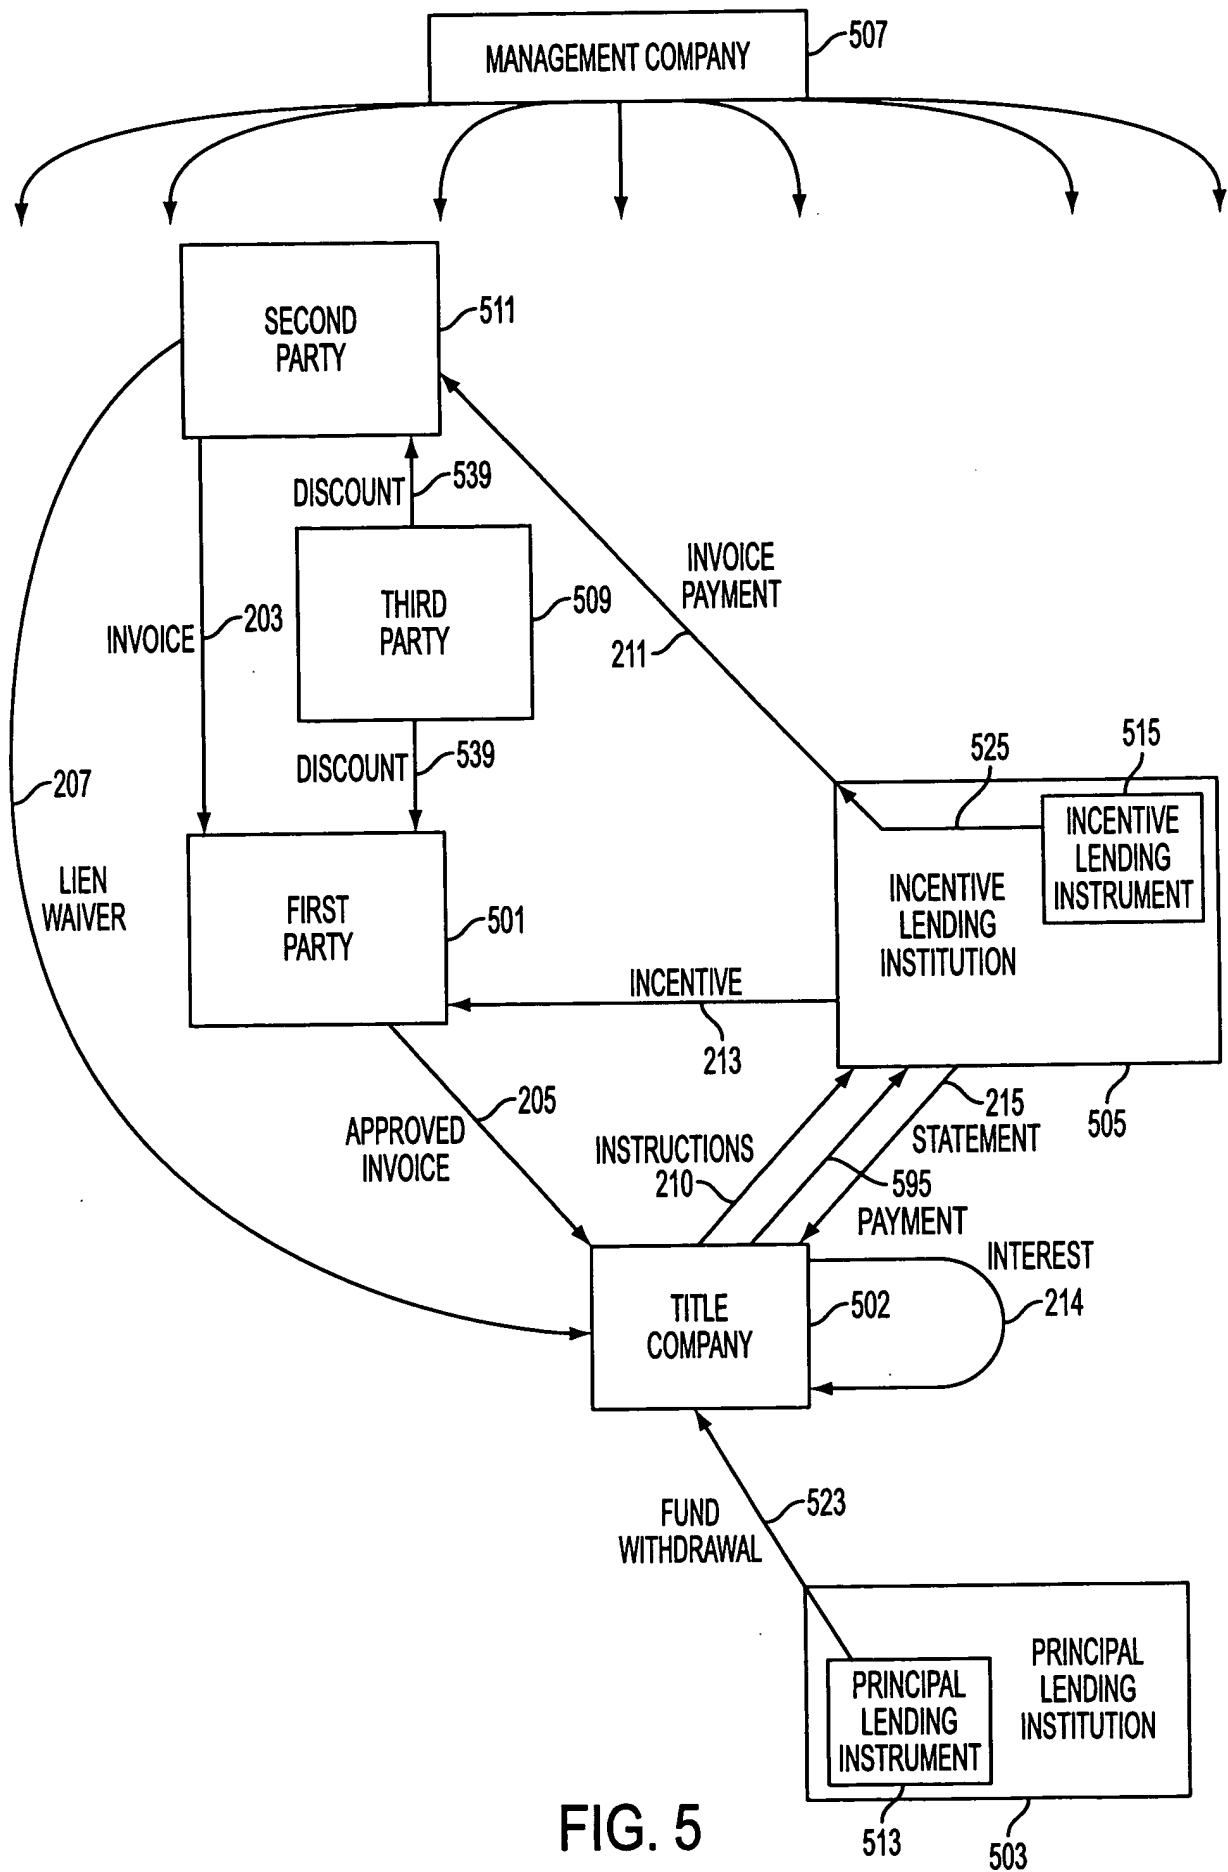 MANAGEMENT COMPANY
507
SECOND
PARTY
511
DISCOUNT
539
INVOICE
PAYMENT
211
THIRD
PARTY
509
INVOICE
203
DISCOUNT
539
207
LIEN
WAIVER
525
515
INCENTIVE
LENDING
INSTRUMENT
INCENTIVE
LENDING
INSTITUTION
FIRST
PARTY
501
INCENTIVE
213
505
205
APPROVED
INVOICE
INSTRUCTIONS
210
215
STATEMENT
595
PAYMENT
INTEREST
214
TITLE
COMPANY
502
FUND
WITHDRAWAL
523
PRINCIPAL
LENDING
INSTITUTION
PRINCIPAL
LENDING
INSTRUMENT
513
503
FIG. 5